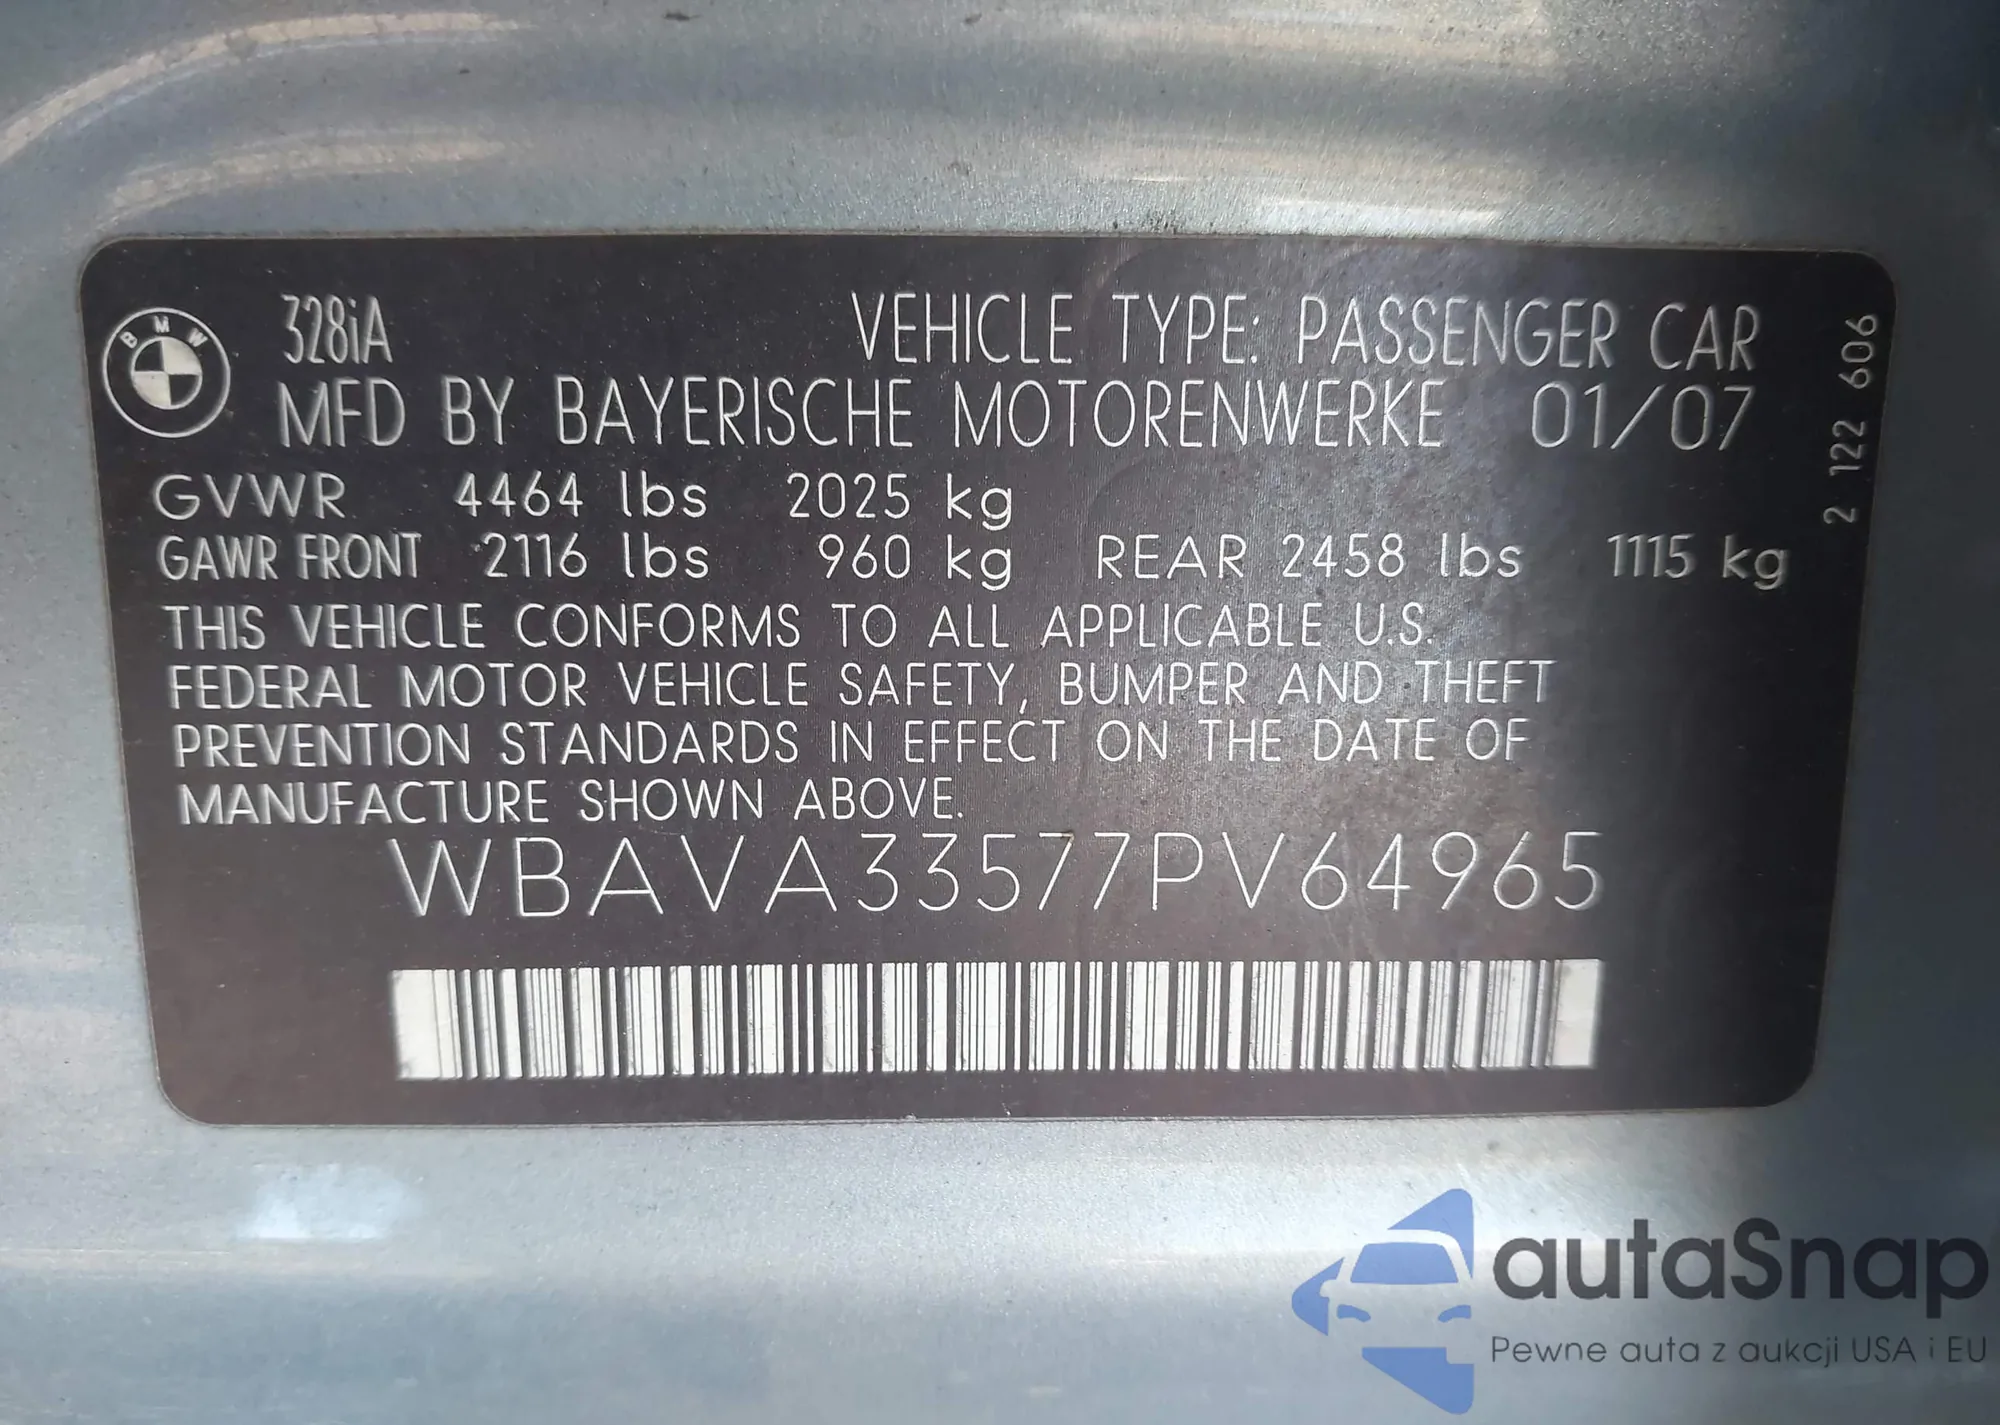 BMW
328iA VEHICLE TYPE: PASSENGER CAR
MFD BY BAYERISCHE MOTORENWERKE 01/07
GVWR 4464 lbs 2025 kg
GAWR FRONT 2116 lbs 960 kg REAR 2458 lbs 1115 kg
THIS VEHICLE CONFORMS TO ALL APPLICABLE U.S.
FEDERAL MOTOR VEHICLE SAFETY, BUMPER AND THEFT
PREVENTION STANDARDS IN EFFECT ON THE DATE OF
MANUFACTURE SHOWN ABOVE.
WBAVA33577PV64965
2 122 606
autaSnap
Pewne auta z aukcji USA i EU